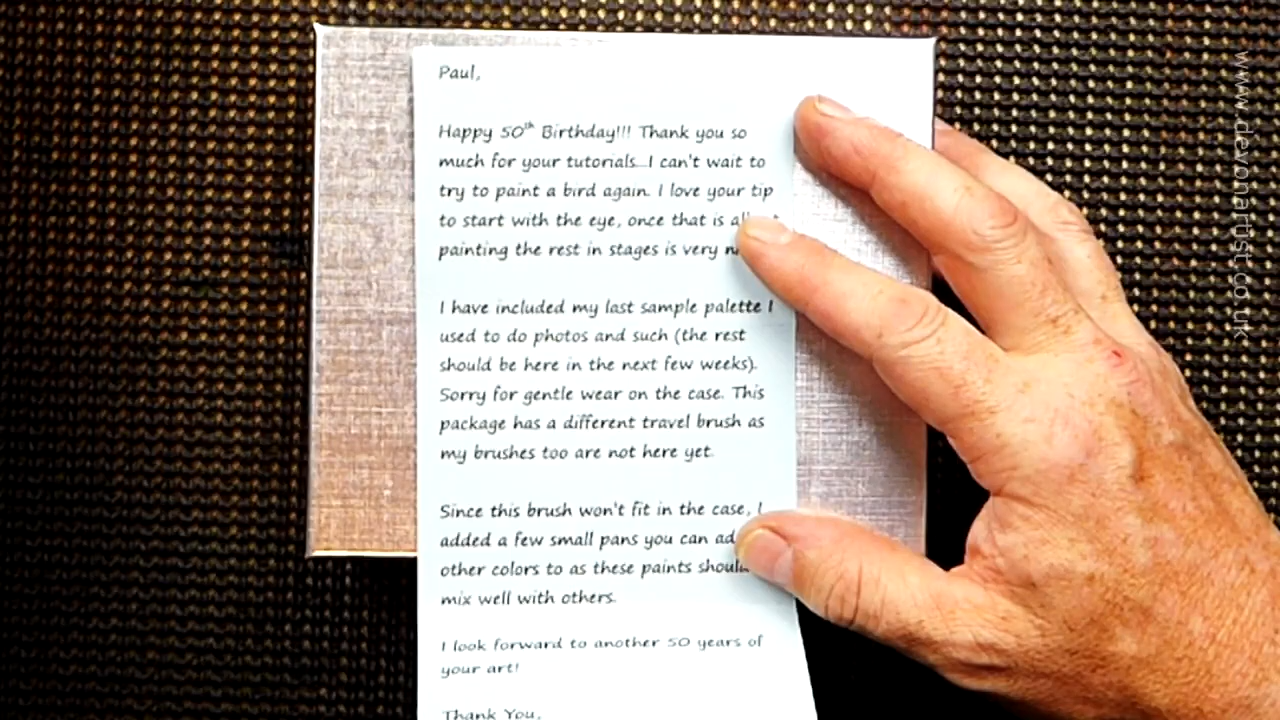 Paul,
Happy 50th Birthday!!! Thank you so
much for your tutorials...I can't wait to
try to paint a bird again. I love your tip
to start with the eye, once that is
painting the rest in stages is very
I have included my last sample palette I
used to do photos and such (the rest
should be here in the next few weeks).
Sorry for gentle wear on the case. This
package has a different travel brush as
my brushes too are not here yet.
Since this brush won't fit in the case, I
added a few small pans you can
other colors to as these paints should
mix well with others.
I look forward to another 50 years of
your art!
Thank You,
www.devonartist.co.uk